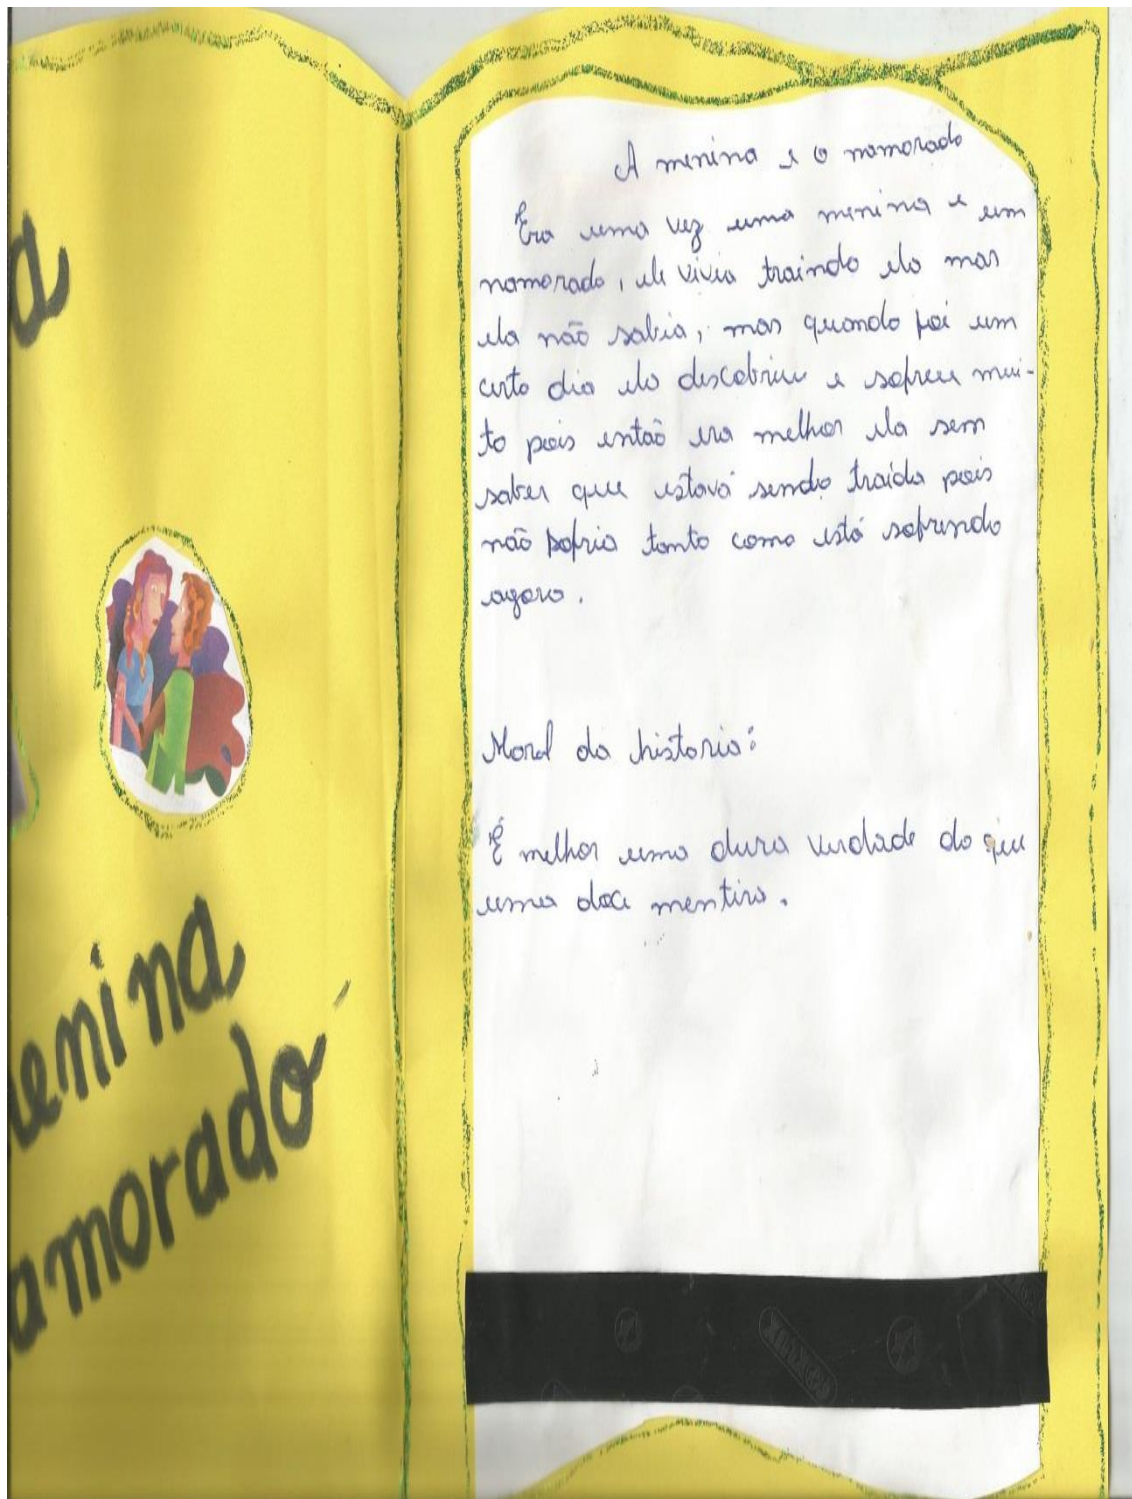 a
enina
amorado
A menina e o namorado
Era uma vez uma menina e um
namorado, ele vivia traindo ela mas
ela não sabia, mas quando foi um
certo dia ela descobriu e sofreu mui-
to pois então era melhor ela sem
saber que estava sendo traída pois
não sofria tanto como está sofrendo
agora.
Moral da historia:
É melhor uma dura verdade do que
uma doce mentira.